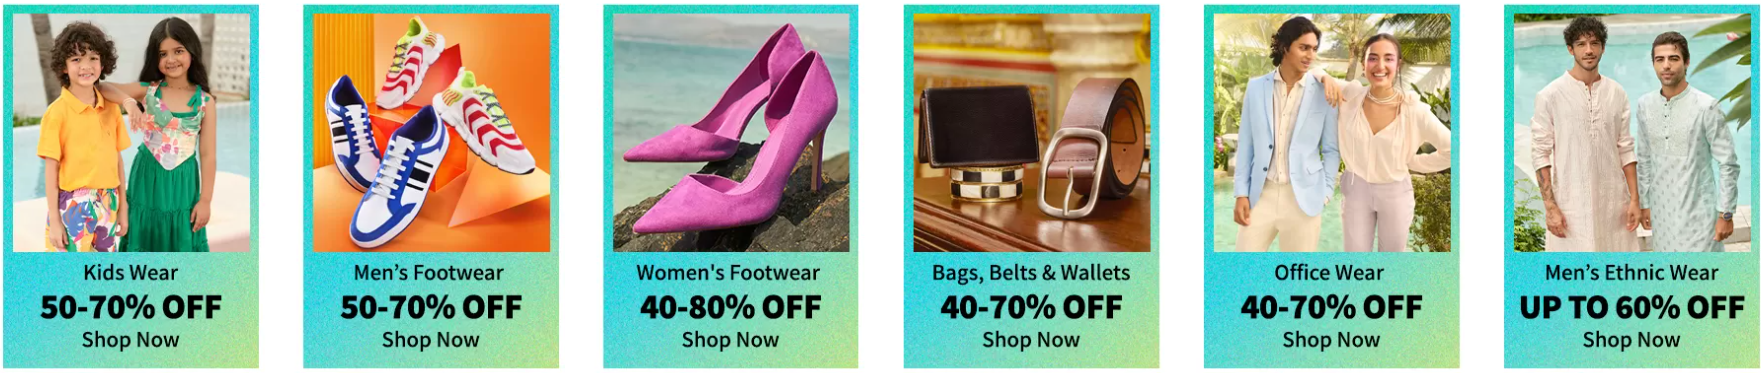 Kids Wear
50-70% OFF
Shop Now
Men’s Footwear
50-70% OFF
Shop Now
Women's Footwear
40-80% OFF
Shop Now
Bags, Belts & Wallets
40-70% OFF
Shop Now
Office Wear
40-70% OFF
Shop Now
Men’s Ethnic Wear
UP TO 60% OFF
Shop Now